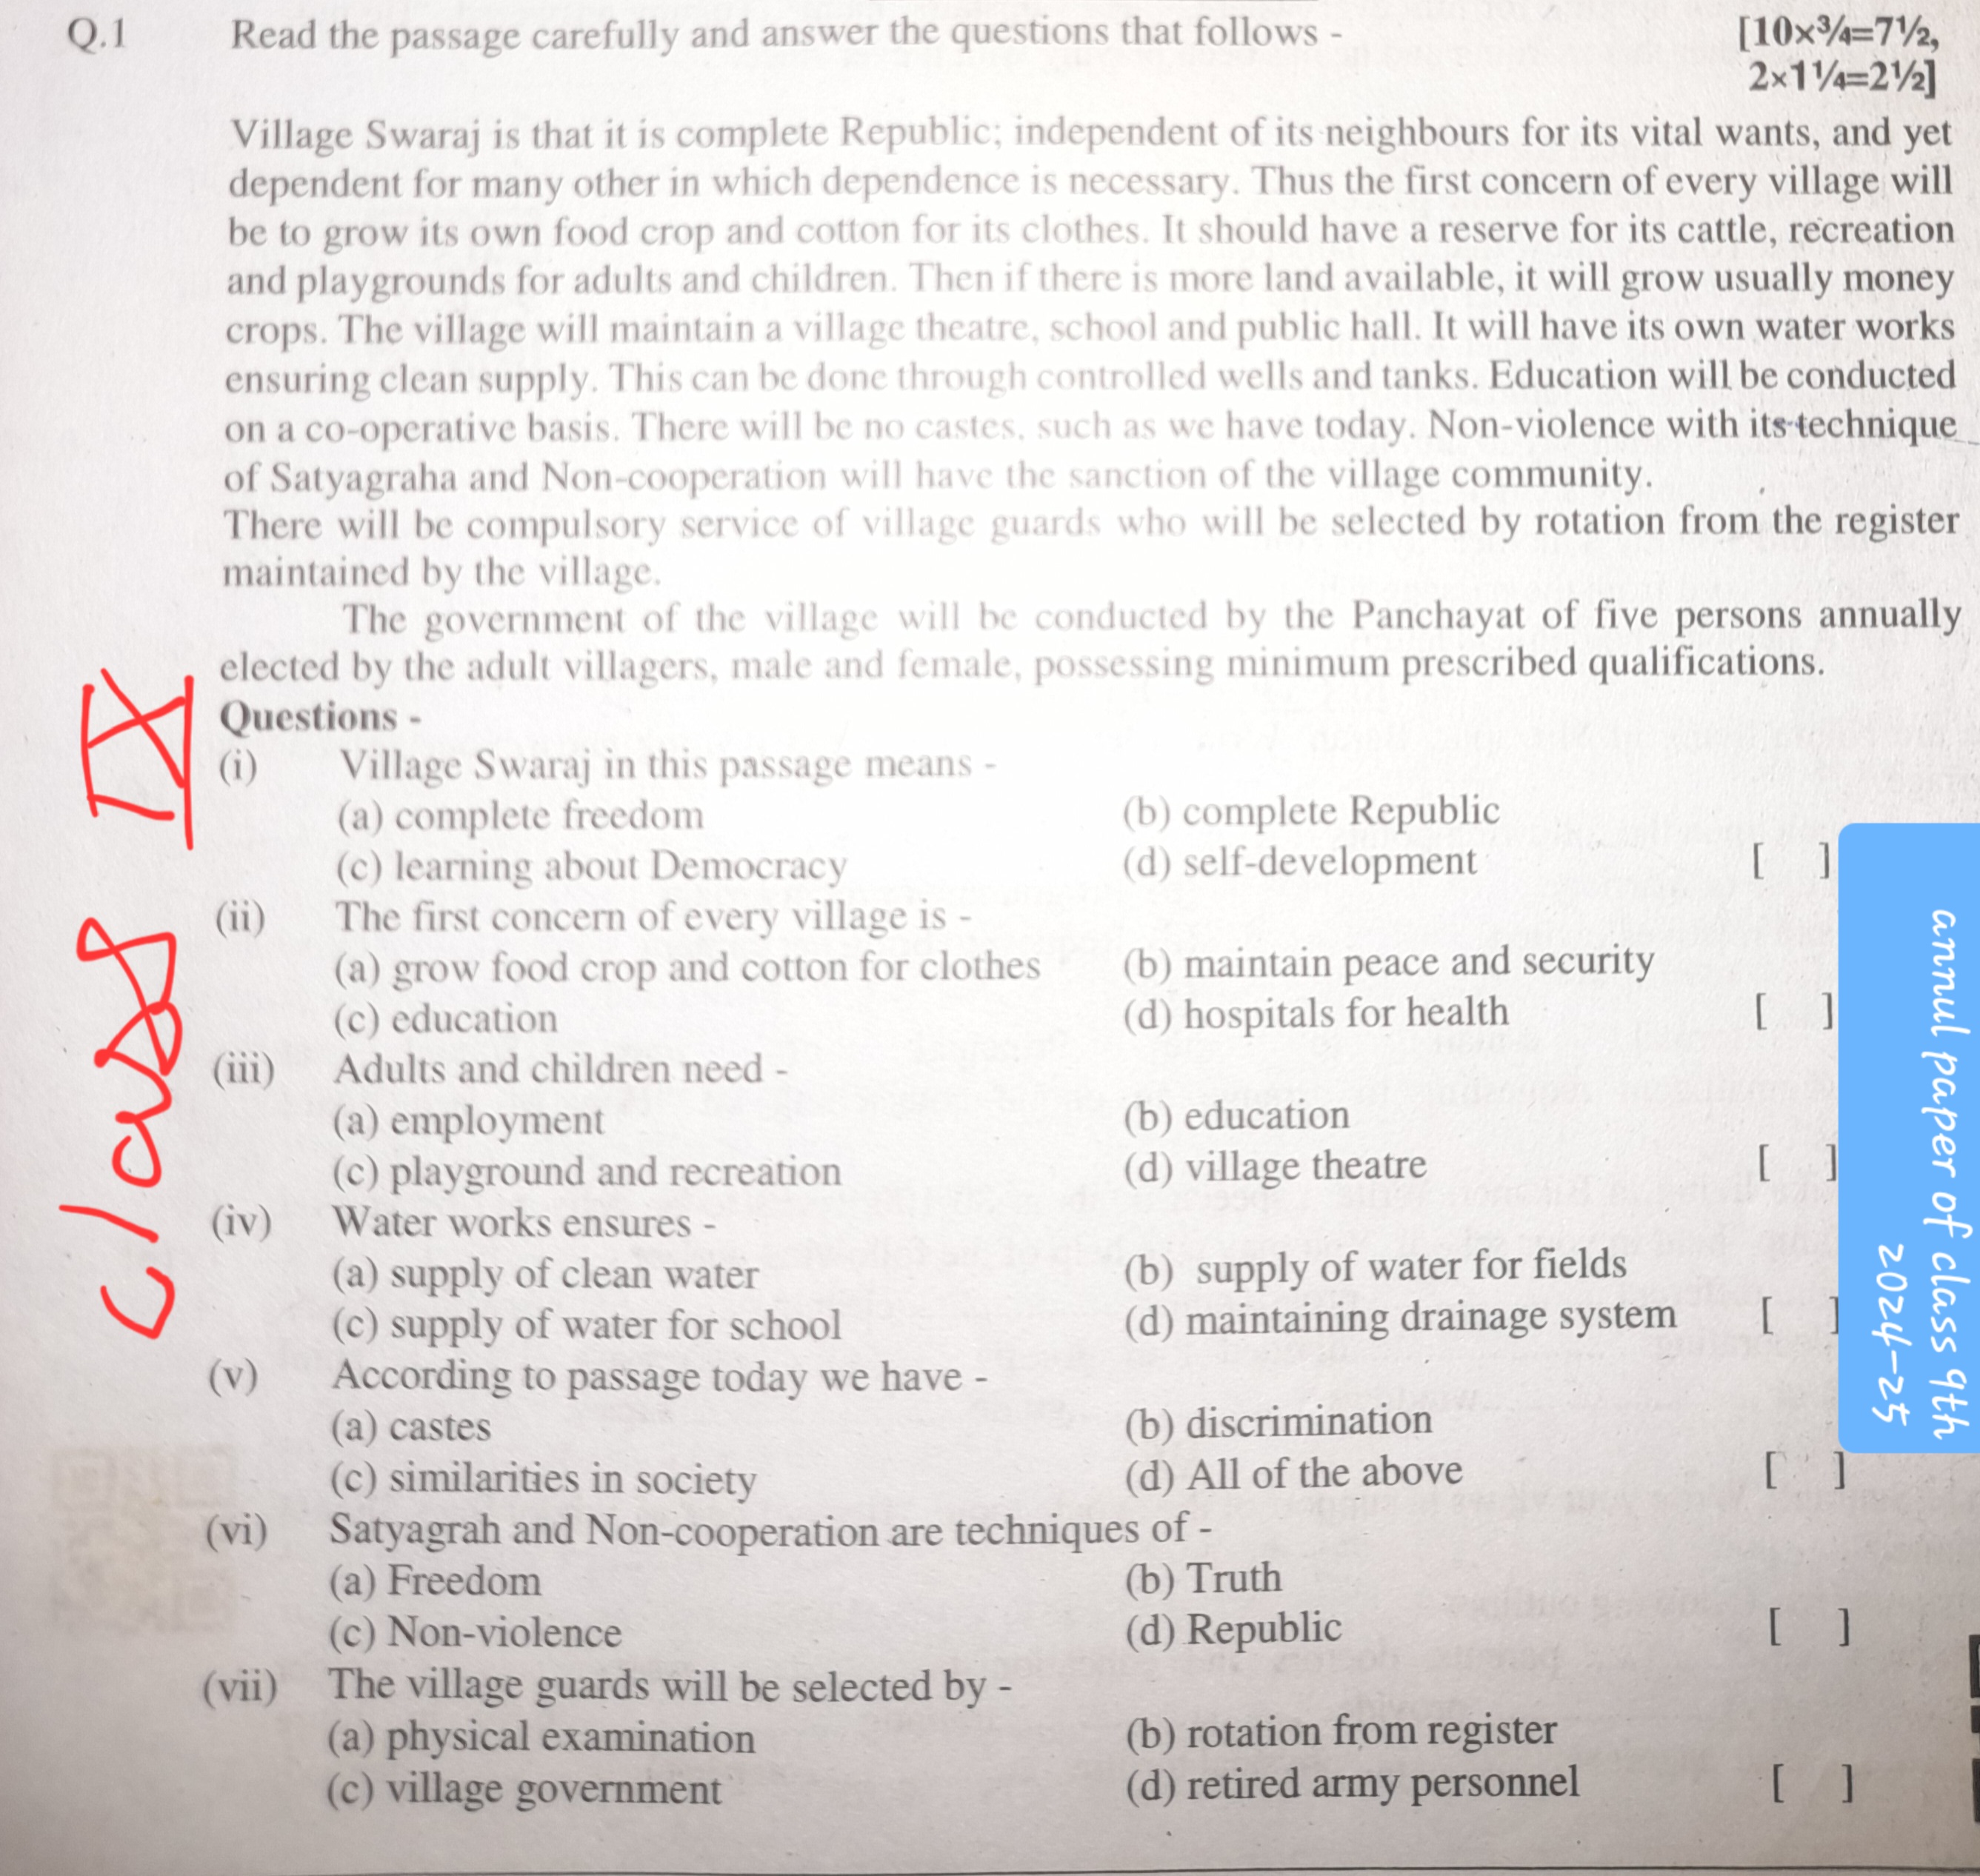 Q.1 Read the passage carefully and answer the questions that follows - [10×¾=7½,
2×1¼=2½]
Village Swaraj is that it is complete Republic; independent of its neighbours for its vital wants, and yet
dependent for many other in which dependence is necessary. Thus the first concern of every village will
be to grow its own food crop and cotton for its clothes. It should have a reserve for its cattle, recreation
and playgrounds for adults and children. Then if there is more land available, it will grow usually money
crops. The village will maintain a village theatre, school and public hall. It will have its own water works
ensuring clean supply. This can be done through controlled wells and tanks. Education will be conducted
on a co-operative basis. There will be no castes, such as we have today. Non-violence with its technique
of Satyagraha and Non-cooperation will have the sanction of the village community.
There will be compulsory service of village guards who will be selected by rotation from the register
maintained by the village.
The government of the village will be conducted by the Panchayat of five persons annually
elected by the adult villagers, male and female, possessing minimum prescribed qualifications.
Questions -
(i) Village Swaraj in this passage means -
(a) complete freedom (b) complete Republic
(c) learning about Democracy (d) self-development [ ]
(ii) The first concern of every village is -
(a) grow food crop and cotton for clothes (b) maintain peace and security
(c) education (d) hospitals for health [ ]
(iii) Adults and children need -
(a) employment (b) education
(c) playground and recreation (d) village theatre [ ]
(iv) Water works ensures -
(a) supply of clean water (b) supply of water for fields
(c) supply of water for school (d) maintaining drainage system [ ]
(v) According to passage today we have -
(a) castes (b) discrimination
(c) similarities in society (d) All of the above [ ]
(vi) Satyagrah and Non-cooperation are techniques of -
(a) Freedom (b) Truth
(c) Non-violence (d) Republic [ ]
(vii) The village guards will be selected by -
(a) physical examination (b) rotation from register
(c) village government (d) retired army personnel [ ]
class IX
annul paper of class 9th
2024-25